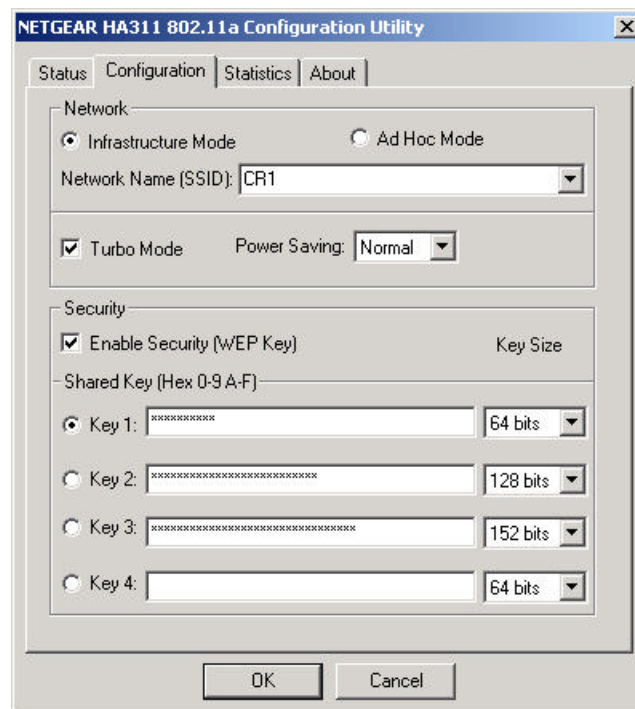 NETGEAR HA311 802.11a Configuration Utility
Status Configuration Statistics About
Network
Infrastructure Mode Ad Hoc Mode
Network Name (SSID): CR1
Turbo Mode Power Saving: Normal
Security
Enable Security (WEP Key) Key Size
Shared Key (Hex 0-9 A-F)
Key 1: ********** 64 bits
Key 2: ************************** 128 bits
Key 3: ******************************** 152 bits
Key 4: 64 bits
OK Cancel